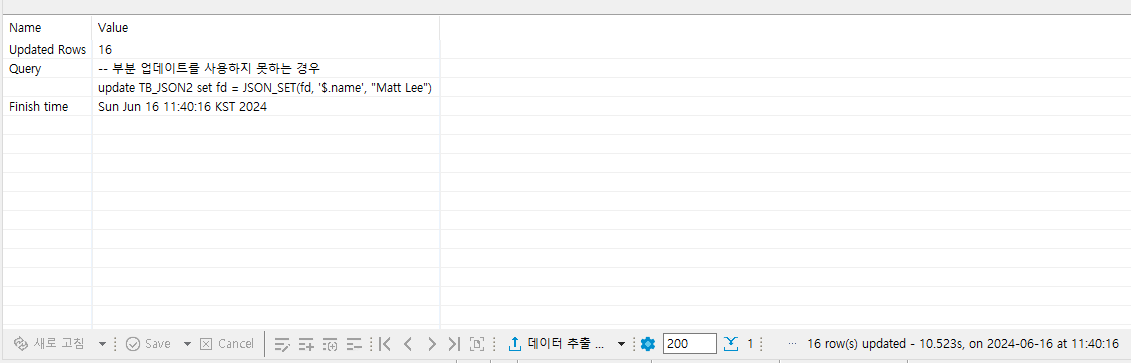 Name Value
Updated Rows 16
Query -- 부분 업데이트를 사용하지 못하는 경우
update TB_JSON2 set fd = JSON_SET(fd, '$.name', "Matt Lee")
Finish time Sun Jun 16 11:40:16 KST 2024
새로 고침 Save Cancel 데이터 추출 ... 200 1 ... 16 row(s) updated - 10.523s, on 2024-06-16 at 11:40:16